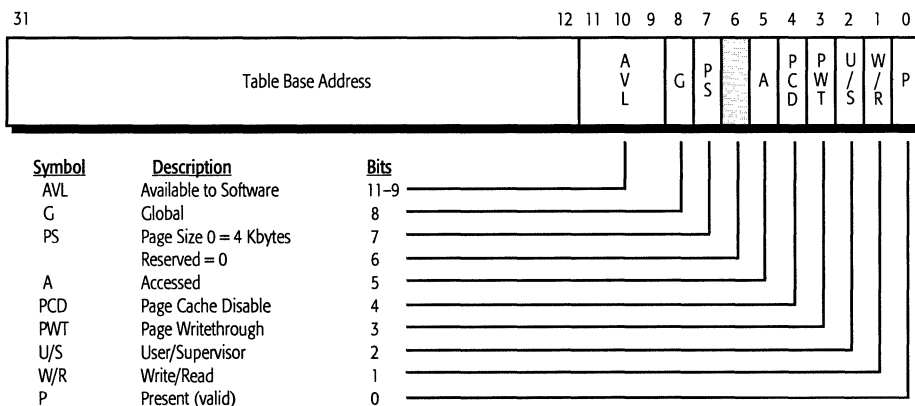 31 12 11 10 9 8 7 6 5 4 3 2 1 0
Table Base Address A V L G P S A P C D P W T U / S W / R P
Symbol Description Bits
AVL Available to Software 11–9
G Global 8
PS Page Size 0 = 4 Kbytes 7
Reserved = 0 6
A Accessed 5
PCD Page Cache Disable 4
PWT Page Writethrough 3
U/S User/Supervisor 2
W/R Write/Read 1
P Present (valid) 0